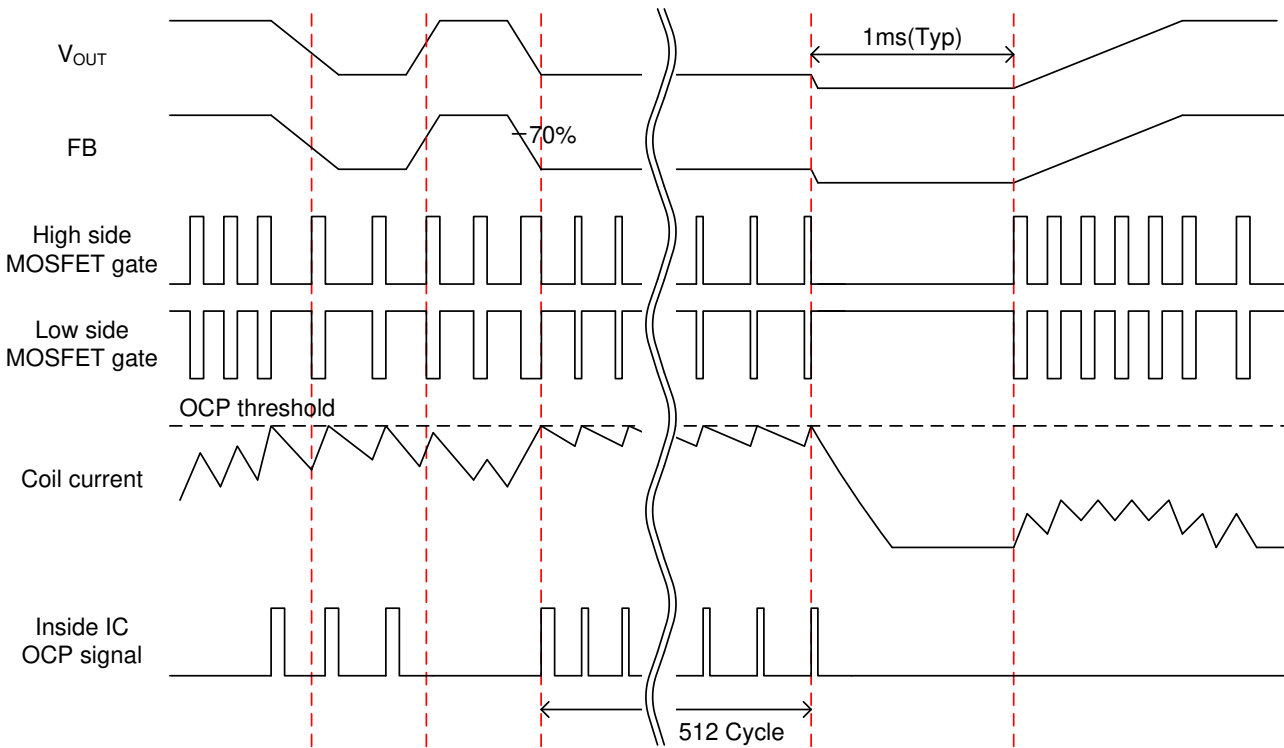 V_OUT
1ms(Typ)
FB
70%
High side
MOSFET gate
Low side
MOSFET gate
OCP threshold
Coil current
Inside IC
OCP signal
512 Cycle